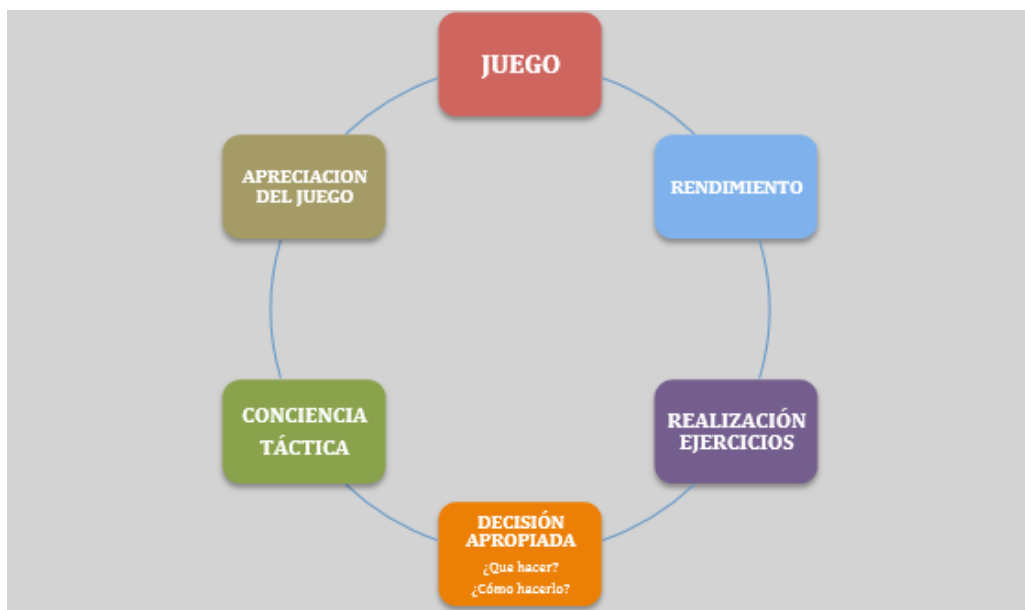 JUEGO
RENDIMIENTO
REALIZACIÓN
EJERCICIOS
DECISIÓN
APROPIADA
¿Que hacer?
¿Cómo hacerlo?
CONCIENCIA
TÁCTICA
APRECIACION
DEL JUEGO